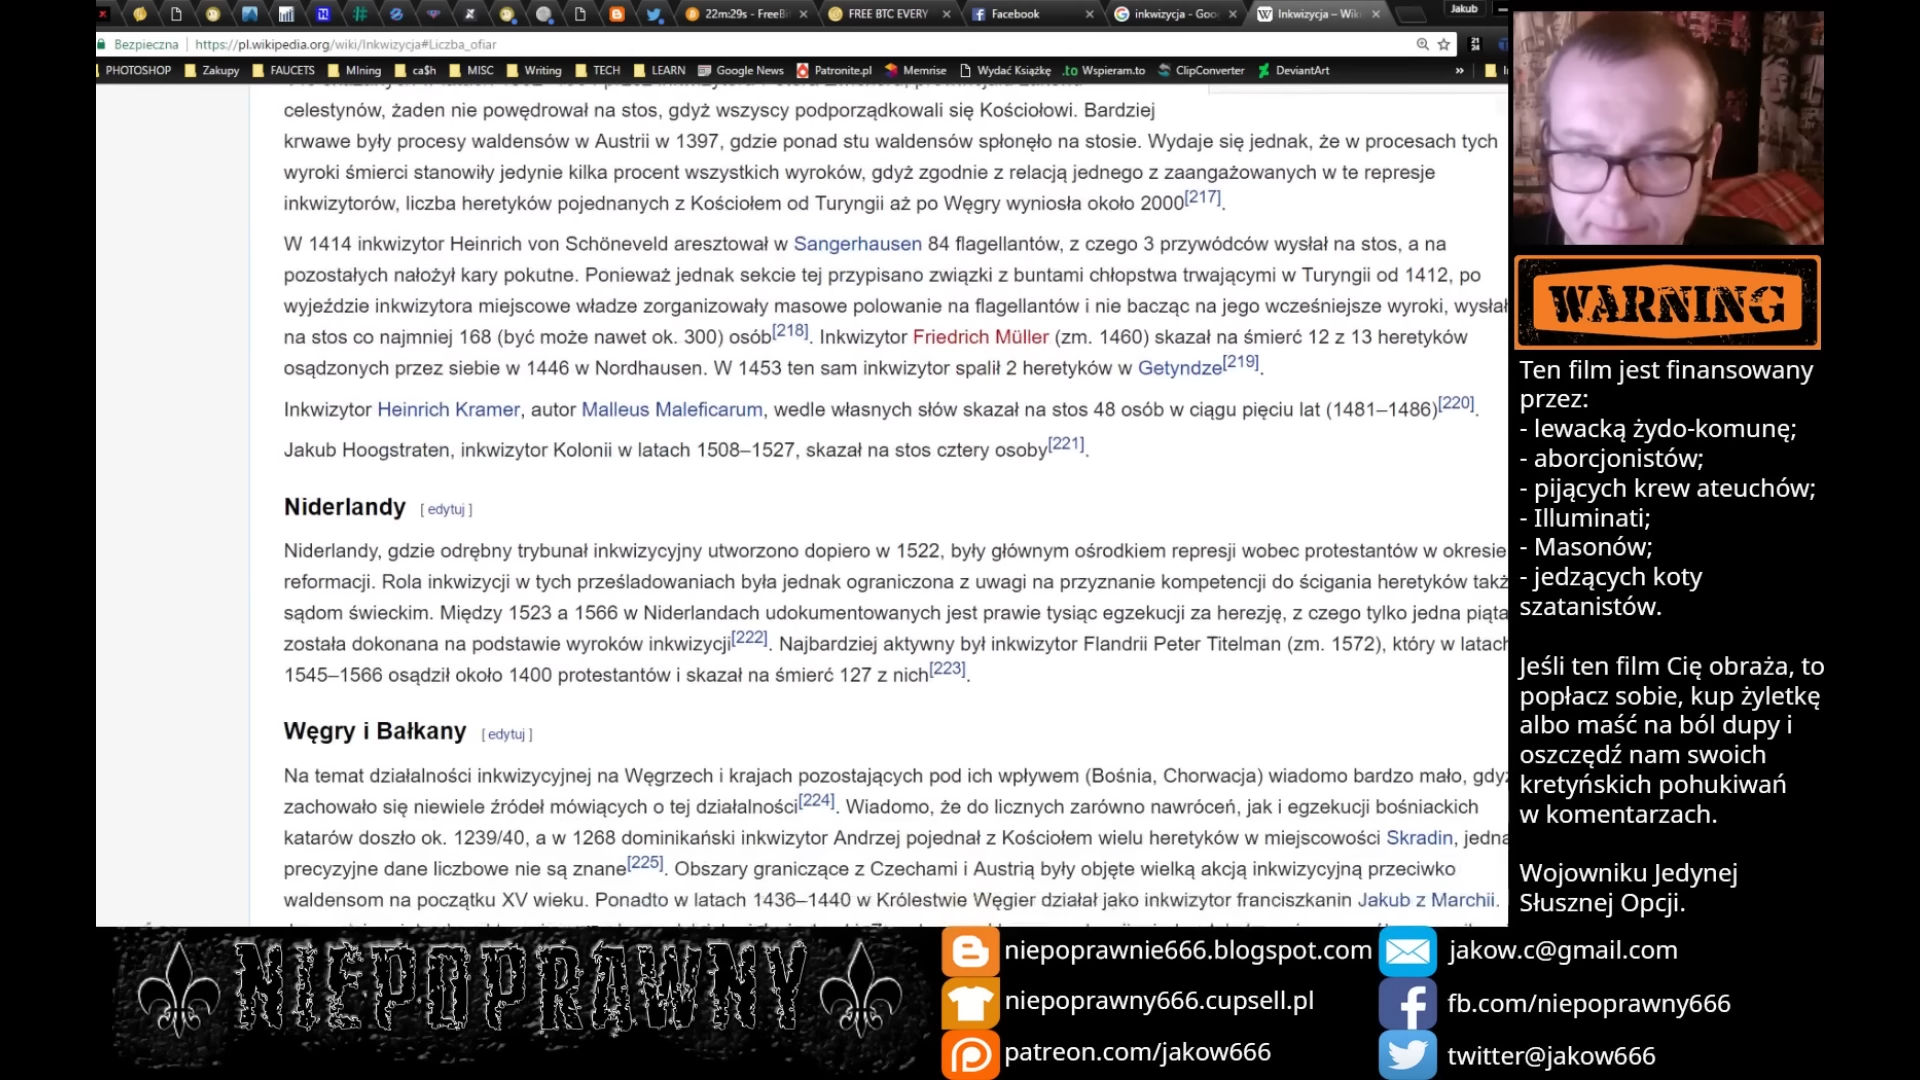 22m:29s - FreeBi
FREE BTC EVERY
Facebook
inkwizycja - Goo
Inkwizycja – Wiki
Jakub
Bezpieczna
https://pl.wikipedia.org/wiki/Inkwizycja#Liczba_ofiar
PHOTOSHOP
Zakupy
FAUCETS
MIning
ca$h
MISC
Writing
TECH
LEARN
Google News
Patronite.pl
Memrise
Wydać Książkę
.to Wspieram.to
ClipConverter
DeviantArt
»
celestynów, żaden nie powędrował na stos, gdyż wszyscy podporządkowali się Kościołowi. Bardziej
krwawe były procesy waldensów w Austrii w 1397, gdzie ponad stu waldensów spłonęło na stosie. Wydaje się jednak, że w procesach tych
wyroki śmierci stanowiły jedynie kilka procent wszystkich wyroków, gdyż zgodnie z relacją jednego z zaangażowanych w te represje
inkwizytorów, liczba heretyków pojednanych z Kościołem od Turyngii aż po Węgry wyniosła około 2000[217].
W 1414 inkwizytor Heinrich von Schöneveld aresztował w Sangerhausen 84 flagellantów, z czego 3 przywódców wysłał na stos, a na
pozostałych nałożył kary pokutne. Ponieważ jednak sekcie tej przypisano związki z buntami chłopstwa trwającymi w Turyngii od 1412, po
wyjeździe inkwizytora miejscowe władze zorganizowały masowe polowanie na flagellantów i nie bacząc na jego wcześniejsze wyroki, wysłał
na stos co najmniej 168 (być może nawet ok. 300) osób[218]. Inkwizytor Friedrich Müller (zm. 1460) skazał na śmierć 12 z 13 heretyków
osądzonych przez siebie w 1446 w Nordhausen. W 1453 ten sam inkwizytor spalił 2 heretyków w Getyndze[219].
Inkwizytor Heinrich Kramer, autor Malleus Maleficarum, wedle własnych słów skazał na stos 48 osób w ciągu pięciu lat (1481–1486)[220].
Jakub Hoogstraten, inkwizytor Kolonii w latach 1508–1527, skazał na stos cztery osoby[221].
Niderlandy [ edytuj ]
Niderlandy, gdzie odrębny trybunał inkwizycyjny utworzono dopiero w 1522, były głównym ośrodkiem represji wobec protestantów w okresie
reformacji. Rola inkwizycji w tych prześladowaniach była jednak ograniczona z uwagi na przyznanie kompetencji do ścigania heretyków takż
sądom świeckim. Między 1523 a 1566 w Niderlandach udokumentowanych jest prawie tysiąc egzekucji za herezję, z czego tylko jedna piąta
została dokonana na podstawie wyroków inkwizycji[222]. Najbardziej aktywny był inkwizytor Flandrii Peter Titelman (zm. 1572), który w latach
1545–1566 osądził około 1400 protestantów i skazał na śmierć 127 z nich[223].
Węgry i Bałkany [ edytuj ]
Na temat działalności inkwizycyjnej na Węgrzech i krajach pozostających pod ich wpływem (Bośnia, Chorwacja) wiadomo bardzo mało, gdyż
zachowało się niewiele źródeł mówiących o tej działalności[224]. Wiadomo, że do licznych zarówno nawróceń, jak i egzekucji bośniackich
katarów doszło ok. 1239/40, a w 1268 dominikański inkwizytor Andrzej pojednał z Kościołem wielu heretyków w miejscowości Skradin, jedna
precyzyjne dane liczbowe nie są znane[225]. Obszary graniczące z Czechami i Austrią były objęte wielką akcją inkwizycyjną przeciwko
waldensom na początku XV wieku. Ponadto w latach 1436–1440 w Królestwie Węgier działał jako inkwizytor franciszkanin Jakub z Marchii.
WARNING
Ten film jest finansowany
przez:
- lewacką żydo-komunę;
- aborcjonistów;
- pijących krew ateuchów;
- Illuminati;
- Masonów;
- jedzących koty
szatanistów.
Jeśli ten film Cię obraża, to
popłacz sobie, kup żyletkę
albo maść na ból dupy i
oszczędź nam swoich
kretyńskich pohukiwań
w komentarzach.
Wojowniku Jedynej
Słusznej Opcji.
NIEPOPRAWNY
niepoprawnie666.blogspot.com
niepoprawny666.cupsell.pl
patreon.com/jakow666
jakow.c@gmail.com
fb.com/niepoprawny666
twitter@jakow666